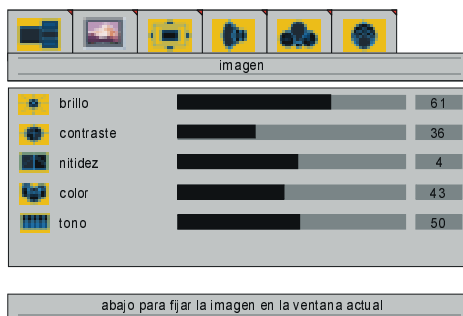 imagen
brillo 61
contraste 36
nitidez 4
color 43
tono 50
abajo para fijar la imagen en la ventana actual